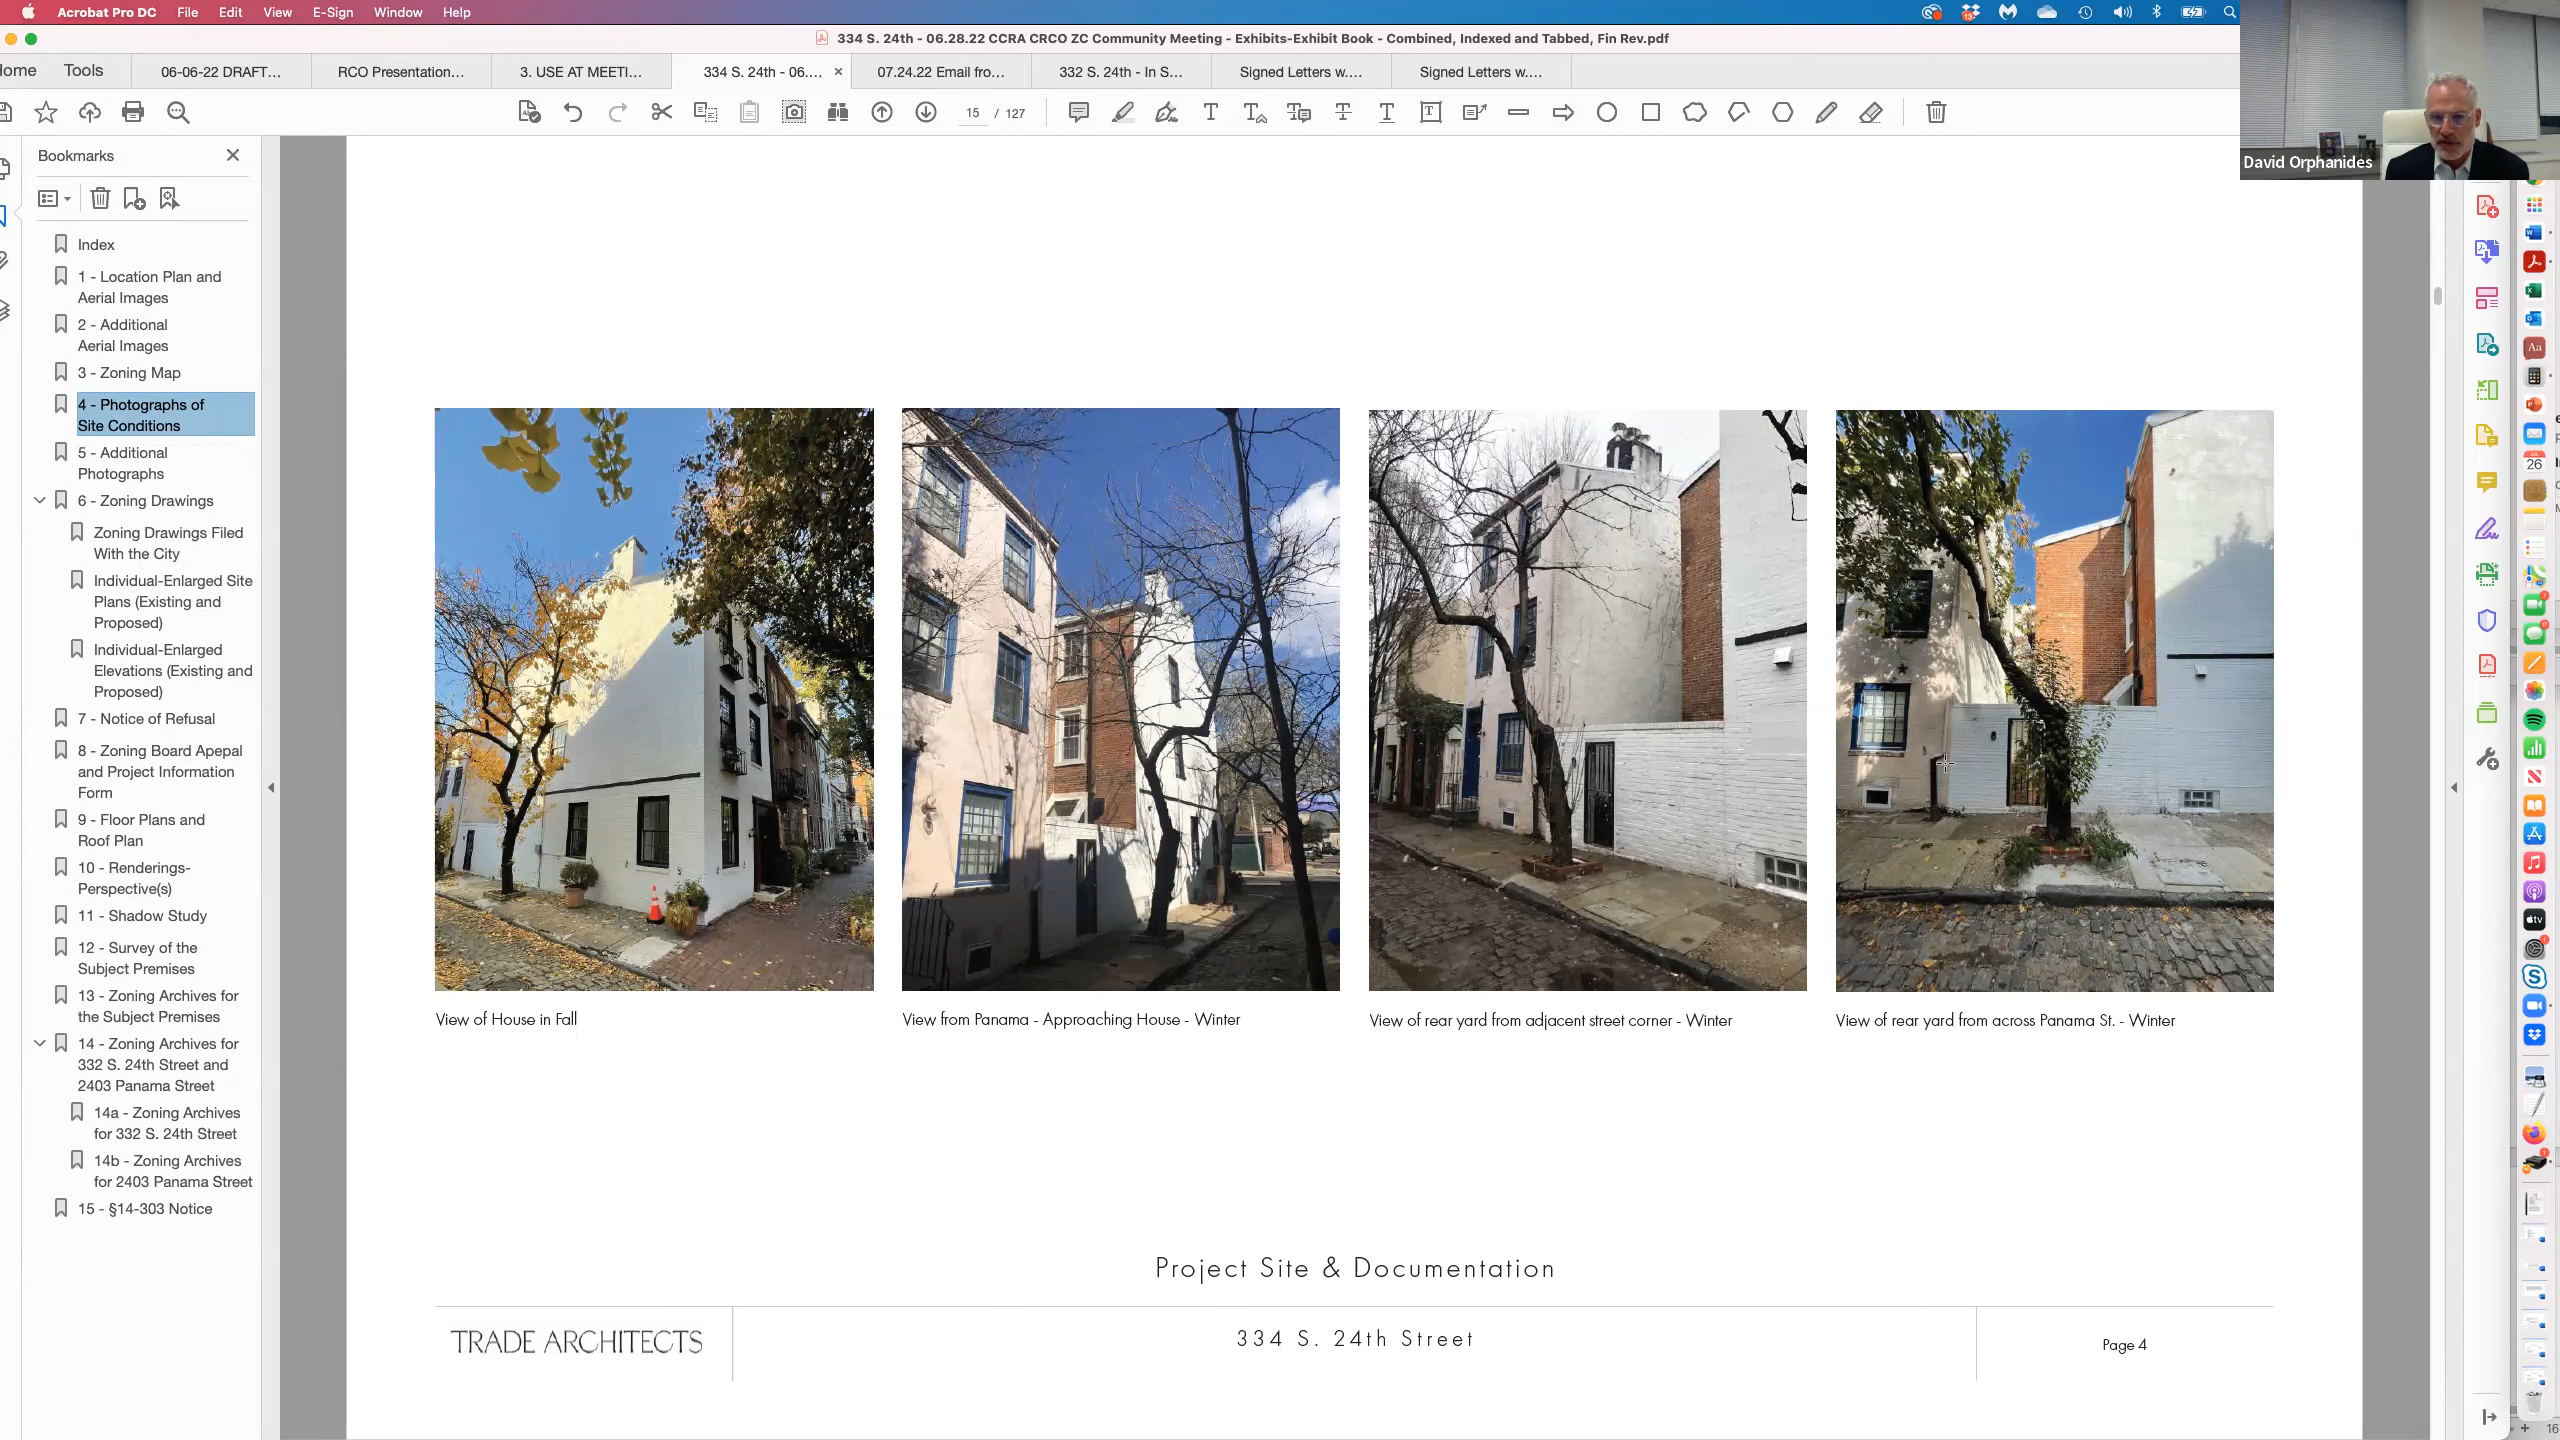 Acrobat Pro DC File Edit View E-Sign Window Help
334 S. 24th - 06.28.22 CCRA CRCO ZC Community Meeting - Exhibits-Exhibit Book - Combined, Indexed and Tabbed, Fin Rev.pdf
Tools 06-06-22 DRAFT... RCO Presentation... 3. USE AT MEETI... 334 S. 24th - 06.... 07.24.22 Email fro... 332 S. 24th - In S... Signed Letters w.... Signed Letters w....
15 / 127
David Orphanides
Bookmarks
Index
1 - Location Plan and
Aerial Images
2 - Additional
Aerial Images
3 - Zoning Map
4 - Photographs of
Site Conditions
5 - Additional
Photographs
6 - Zoning Drawings
Zoning Drawings Filed
With the City
Individual-Enlarged Site
Plans (Existing and
Proposed)
Individual-Enlarged
Elevations (Existing and
Proposed)
7 - Notice of Refusal
8 - Zoning Board Apepal
and Project Information
Form
9 - Floor Plans and
Roof Plan
10 - Renderings-
Perspective(s)
11 - Shadow Study
12 - Survey of the
Subject Premises
13 - Zoning Archives for
the Subject Premises
14 - Zoning Archives for
332 S. 24th Street and
2403 Panama Street
14a - Zoning Archives
for 332 S. 24th Street
14b - Zoning Archives
for 2403 Panama Street
15 - §14-303 Notice
View of House in Fall
View from Panama - Approaching House - Winter
View of rear yard from adjacent street corner - Winter
View of rear yard from across Panama St. - Winter
Project Site & Documentation
TRADE ARCHITECTS
334 S. 24th Street
Page 4